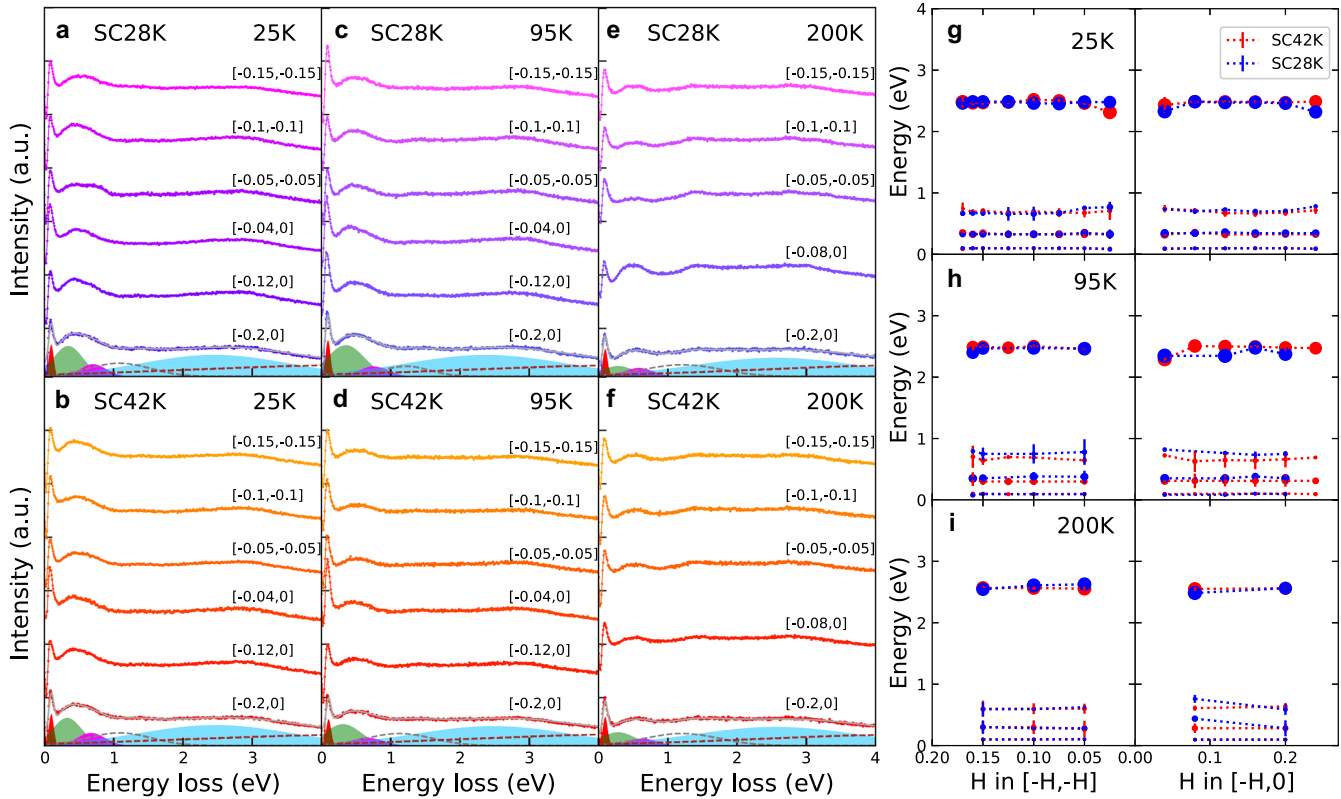 a SC28K 25K
[-0.15,-0.15]
[-0.1,-0.1]
[-0.05,-0.05]
[-0.04,0]
[-0.12,0]
[-0.2,0]
c SC28K 95K
[-0.15,-0.15]
[-0.1,-0.1]
[-0.05,-0.05]
[-0.04,0]
[-0.12,0]
[-0.2,0]
e SC28K 200K
[-0.15,-0.15]
[-0.1,-0.1]
[-0.05,-0.05]
[-0.08,0]
[-0.2,0]
Intensity (a.u.)
b SC42K 25K
[-0.15,-0.15]
[-0.1,-0.1]
[-0.05,-0.05]
[-0.04,0]
[-0.12,0]
[-0.2,0]
d SC42K 95K
[-0.15,-0.15]
[-0.1,-0.1]
[-0.05,-0.05]
[-0.04,0]
[-0.12,0]
[-0.2,0]
f SC42K 200K
[-0.15,-0.15]
[-0.1,-0.1]
[-0.05,-0.05]
[-0.08,0]
[-0.2,0]
Intensity (a.u.)
0 1 2 3 0 1 2 3 0 1 2 3 4
Energy loss (eV) Energy loss (eV) Energy loss (eV)
g 25K
SC42K
SC28K
4
3
2
1
0
Energy (eV)
h 95K
3
2
1
0
Energy (eV)
i 200K
3
2
1
0
Energy (eV)
0.20 0.15 0.10 0.05 0.1 0.2
H in [-H,-H] H in [-H,0]